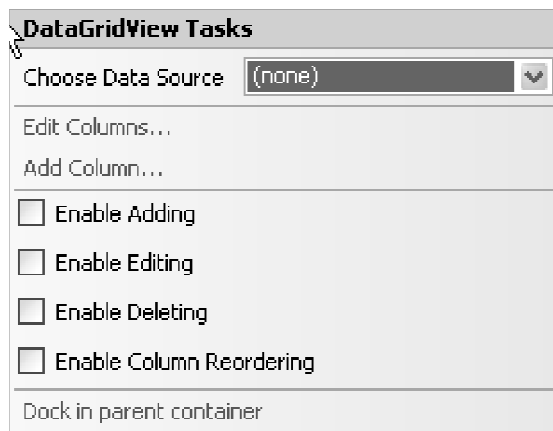 DataGridView Tasks
Choose Data Source (none)
Edit Columns...
Add Column...
Enable Adding
Enable Editing
Enable Deleting
Enable Column Reordering
Dock in parent container